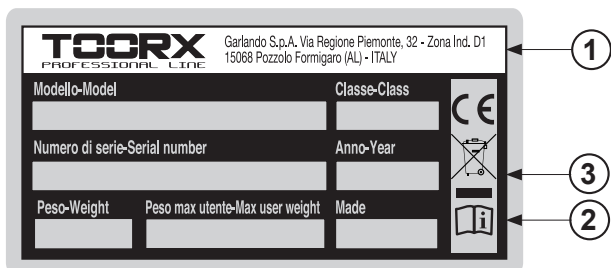 TOORX
PROFESSIONAL LINE
Garlando S.p.A. Via Regione Piemonte, 32 - Zona Ind. D1
15068 Pozzolo Formigaro (AL) - ITALY
1
Modello-Model
Classe-Class
CE
Numero di serie-Serial number
Anno-Year
3
Peso-Weight
Peso max utente-Max user weight
Made
i
2